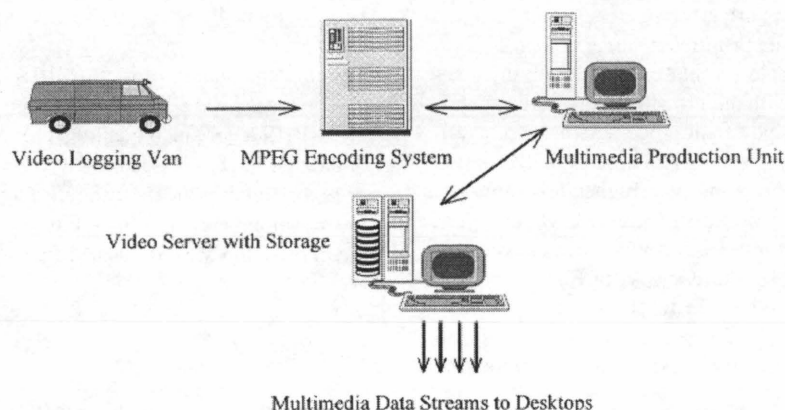 Video Logging Van
MPEG Encoding System
Multimedia Production Unit
Video Server with Storage
Multimedia Data Streams to Desktops